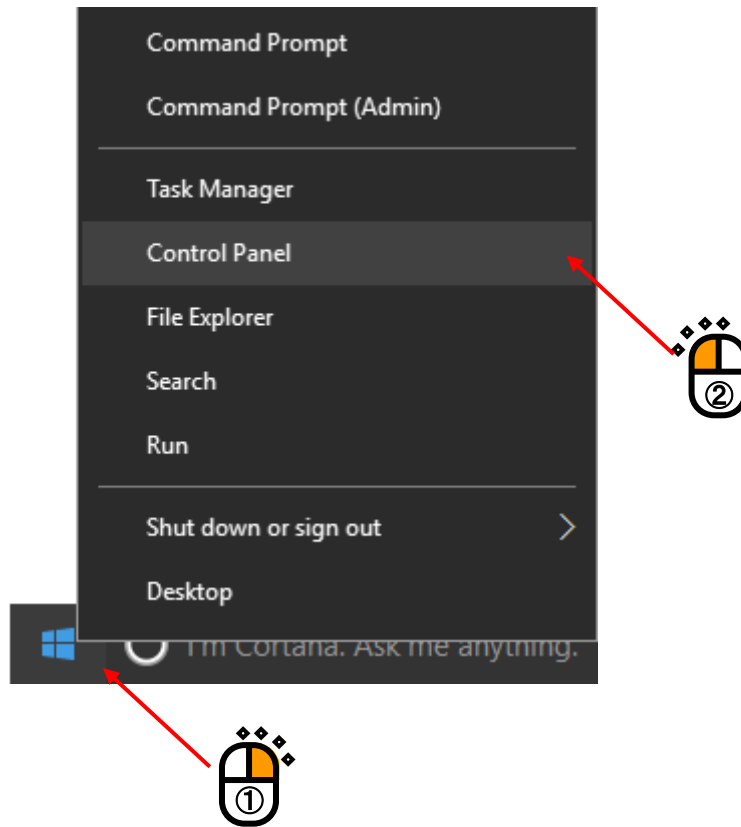 Command Prompt
Command Prompt (Admin)
Task Manager
Control Panel
File Explorer
Search
Run
Shut down or sign out
Desktop
I'm Cortana. Ask me anything.
②
①